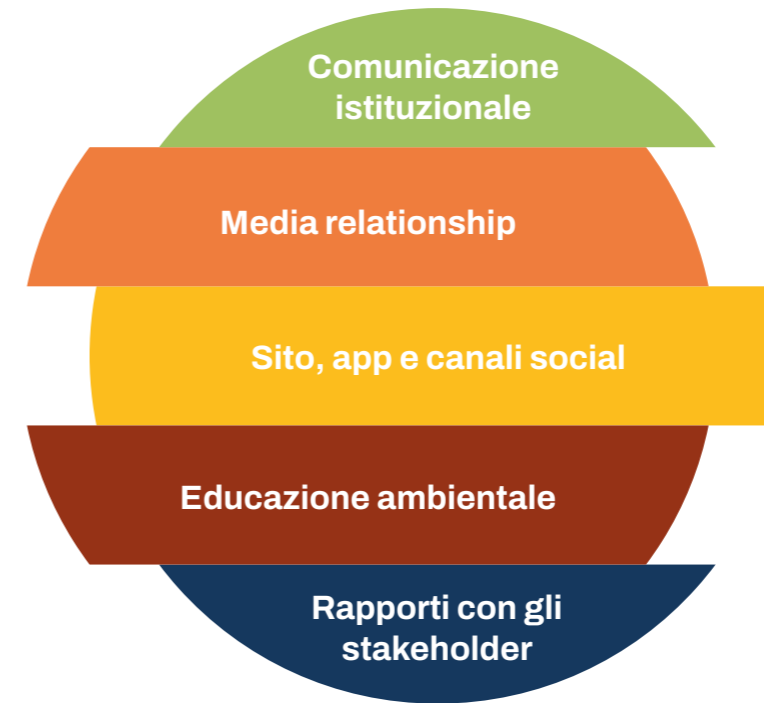 Comunicazione
istituzionale
Media relationship
Sito, app e canali social
Educazione ambientale
Rapporti con gli
stakeholder